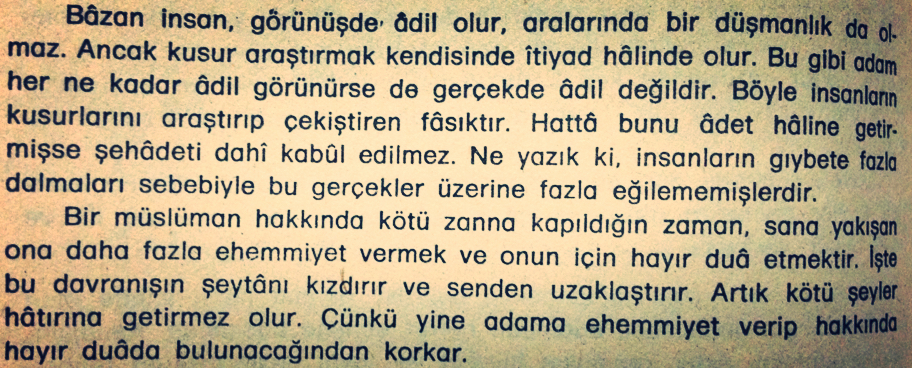 Bâzan insan, görünüşde âdil olur, aralarında bir düşmanlık da ol-
maz. Ancak kusur araştırmak kendisinde îtiyad hâlinde olur. Bu gibi adam
her ne kadar âdil görünürse de gerçekde âdil değildir. Böyle insanların
kusurlarını araştırıp çekiştiren fâsıktır. Hattâ bunu âdet hâline getir-
mişse şehâdeti dahî kabûl edilmez. Ne yazık ki, insanların gıybete fazla
dalmaları sebebiyle bu gerçekler üzerine fazla eğilememişlerdir.
Bir müslüman hakkında kötü zanna kapıldığın zaman, sana yakışan
ona daha fazla ehemmiyet vermek ve onun için hayır duâ etmektir. İşte
bu davranışın şeytânı kızdırır ve senden uzaklaştırır. Artık kötü şeyler
hâtırına getirmez olur. Çünkü yine adama ehemmiyet verip hakkında
hayır duâda bulunacağından korkar.